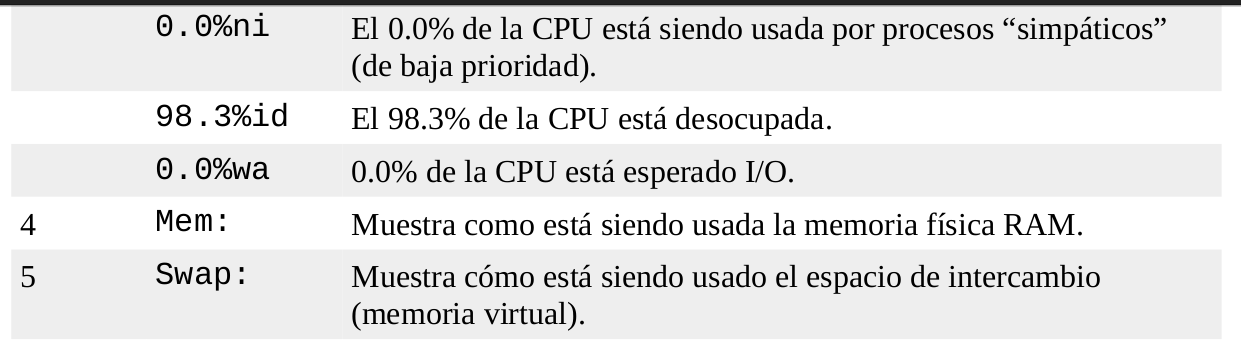 0.0%ni El 0.0% de la CPU está siendo usada por procesos “simpáticos”
(de baja prioridad).
98.3%id El 98.3% de la CPU está desocupada.
0.0%wa 0.0% de la CPU está esperado I/O.
4 Mem: Muestra como está siendo usada la memoria física RAM.
5 Swap: Muestra cómo está siendo usado el espacio de intercambio
(memoria virtual).